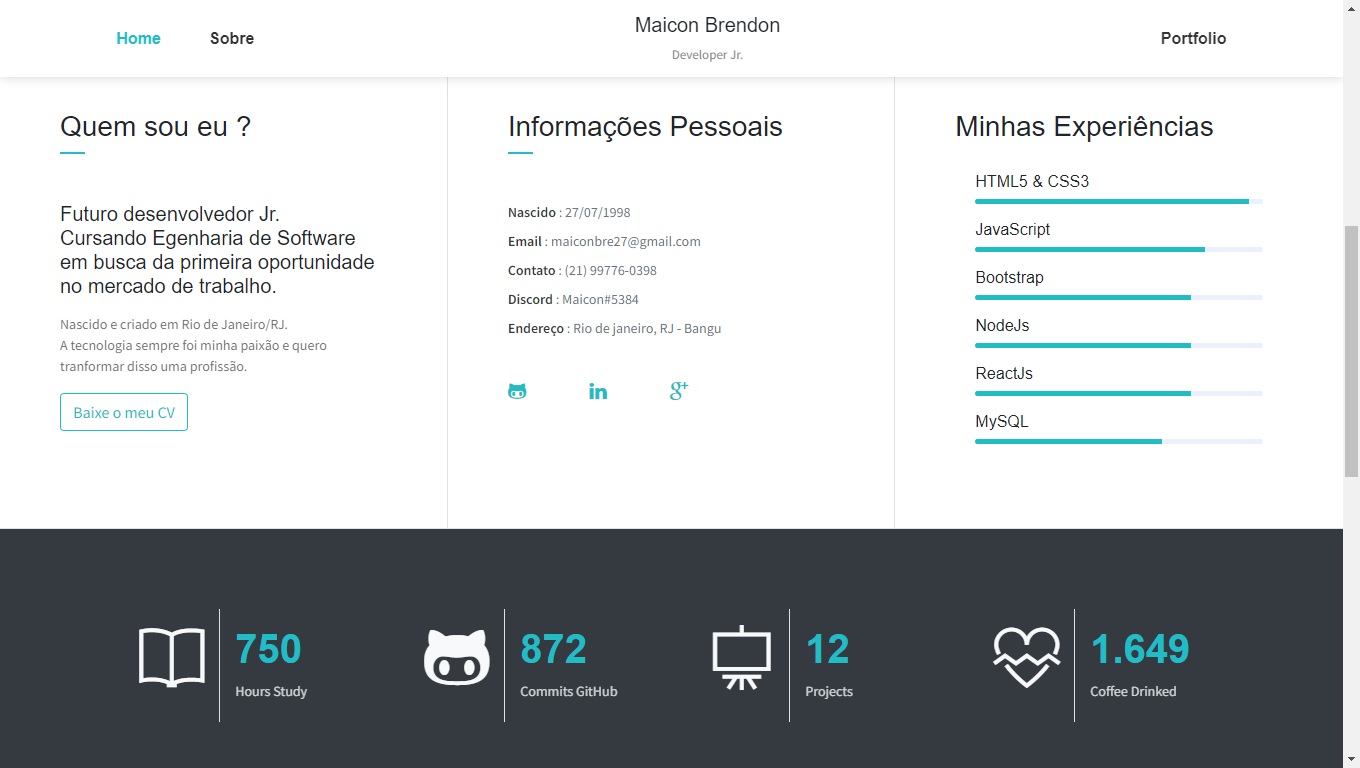 Home
Sobre
Maicon Brendon
Developer Jr.
Portfolio
Quem sou eu ?
Futuro desenvolvedor Jr.
Cursando Egenharia de Software
em busca da primeira oportunidade
no mercado de trabalho.
Nascido e criado em Rio de Janeiro/RJ.
A tecnologia sempre foi minha paixão e quero
tranformar disso uma profissão.
Baixe o meu CV
Informações Pessoais
Nascido : 27/07/1998
Email : maiconbre27@gmail.com
Contato : (21) 99776-0398
Discord : Maicon#5384
Endereço : Rio de janeiro, RJ - Bangu
Minhas Experiências
HTML5 & CSS3
JavaScript
Bootstrap
NodeJs
ReactJs
MySQL
750
Hours Study
872
Commits GitHub
12
Projects
1.649
Coffee Drinked